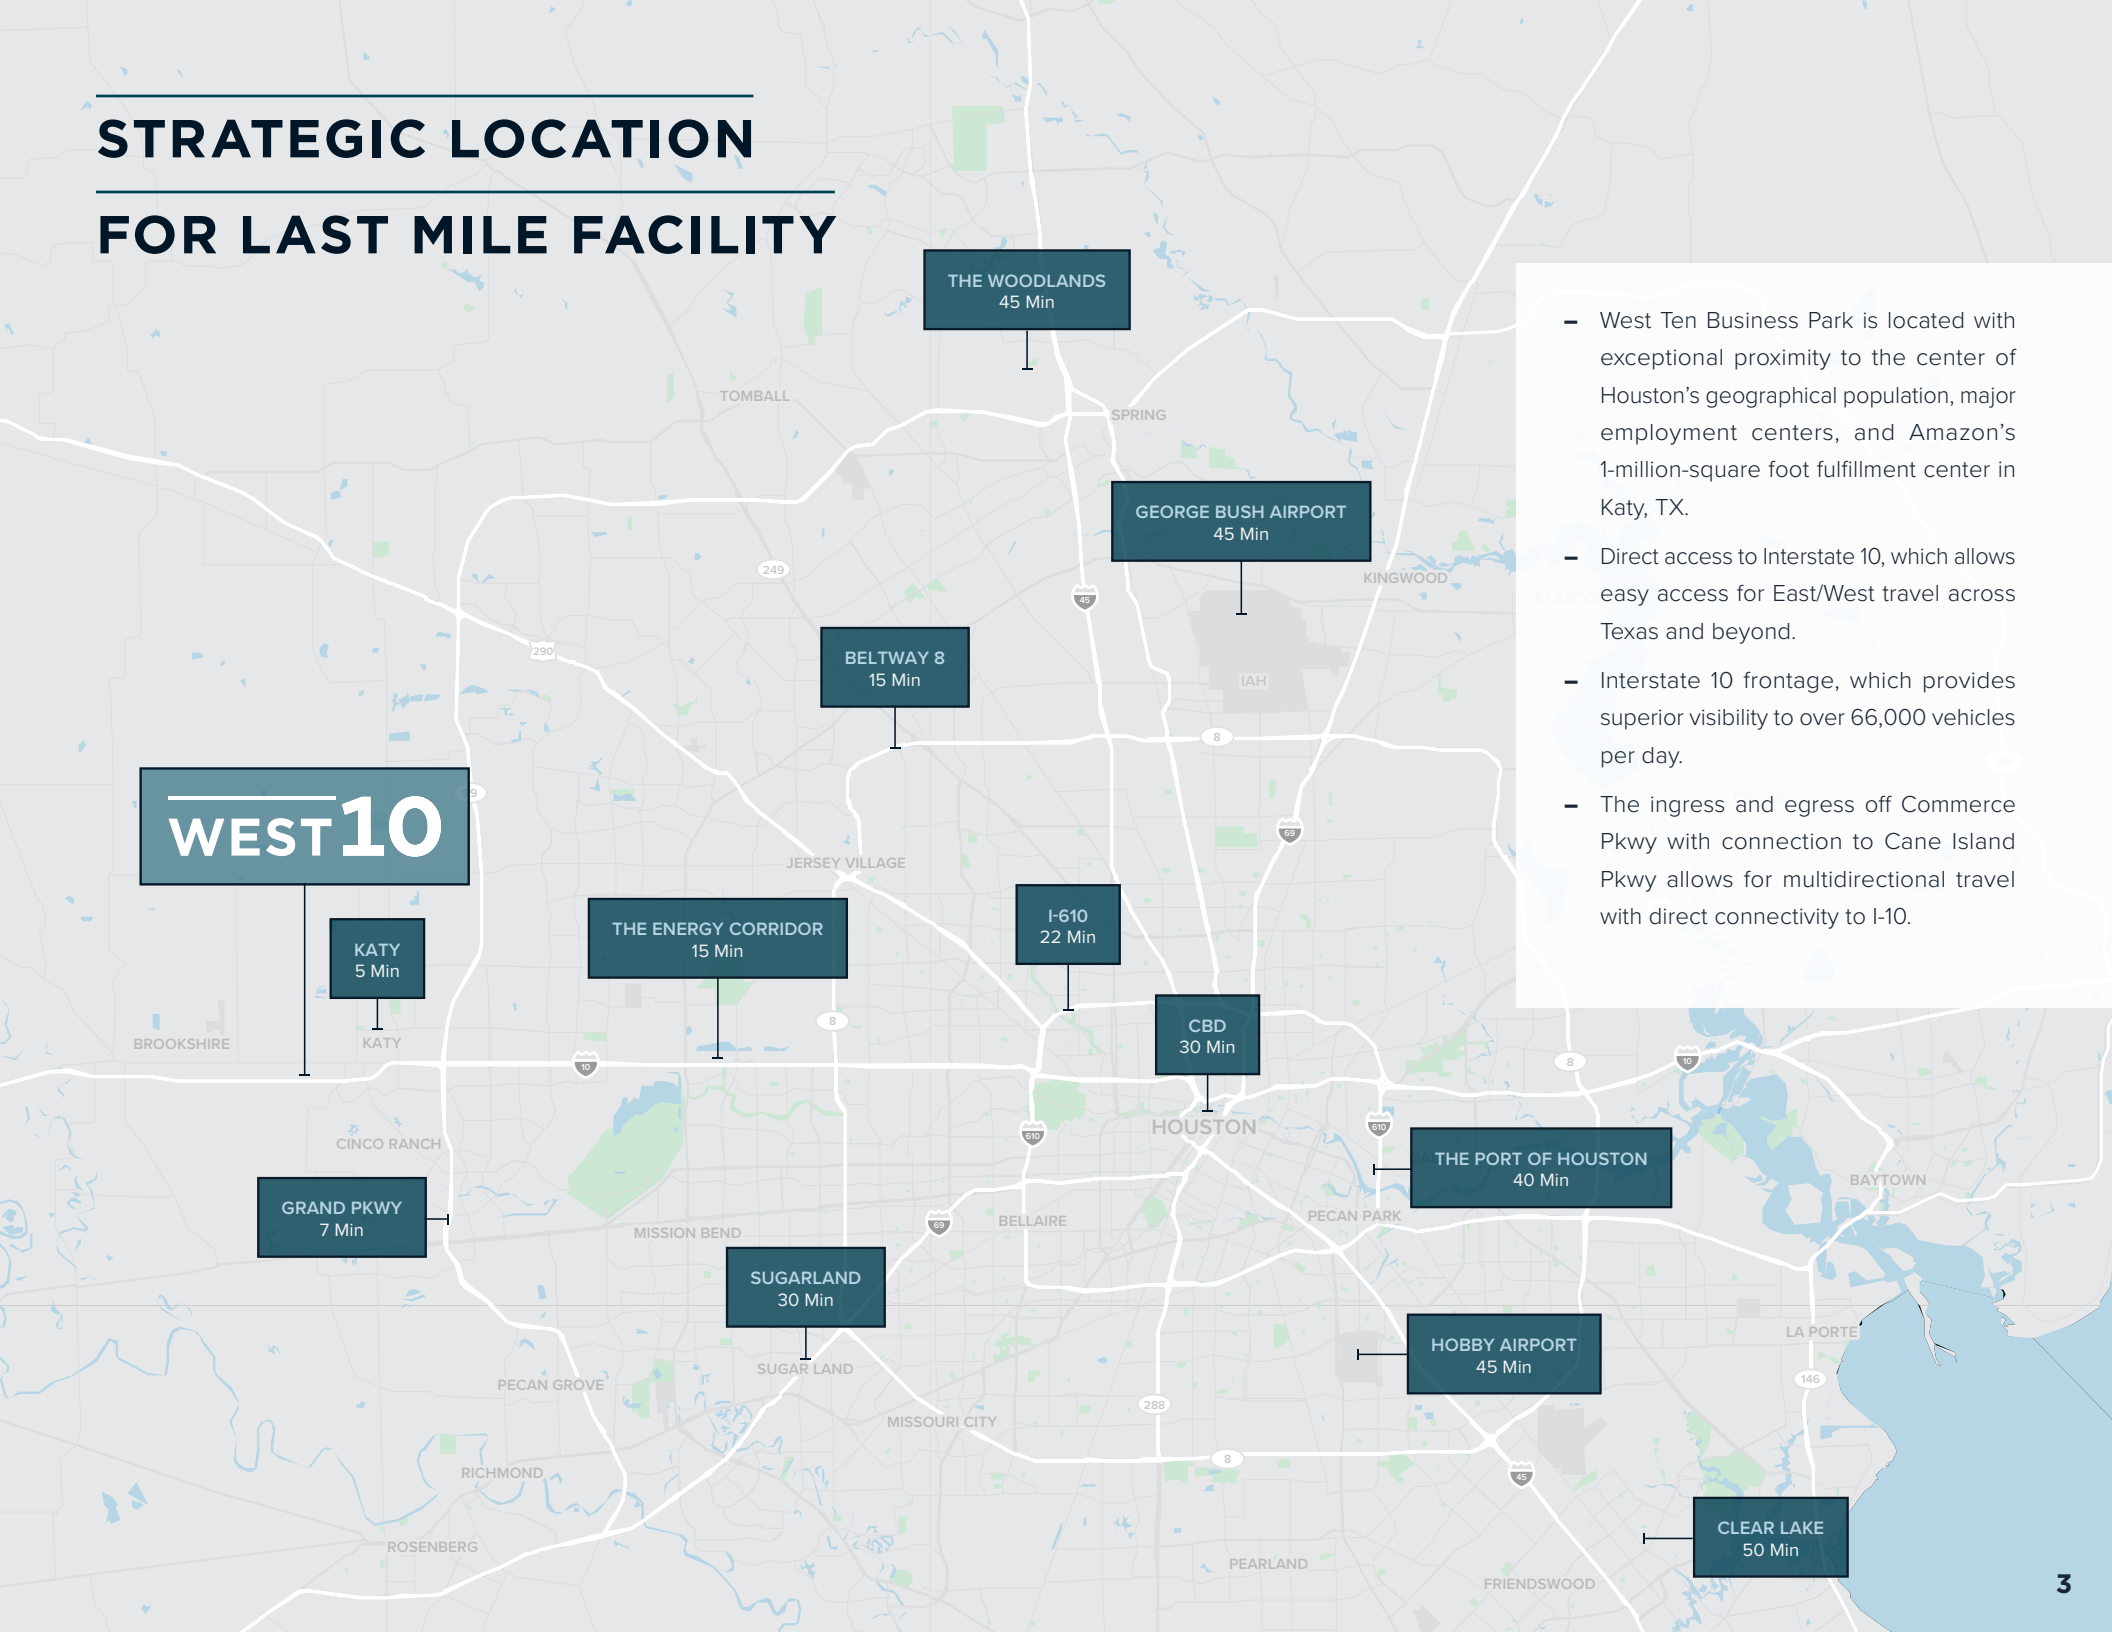 STRATEGIC LOCATION
FOR LAST MILE FACILITY
THE WOODLANDS
45 Min
TOMBALL
SPRING
GEORGE BUSH AIRPORT
45 Min
249
45
KINGWOOD
290
BELTWAY 8
15 Min
IAH
8
WEST10
69
JERSEY VILLAGE
I-610
22 Min
THE ENERGY CORRIDOR
15 Min
KATY
5 Min
CBD
30 Min
8
BROOKSHIRE
KATY
10
8
10
HOUSTON
610
610
CINCO RANCH
THE PORT OF HOUSTON
40 Min
BAYTOWN
GRAND PKWY
7 Min
PECAN PARK
69
BELLAIRE
MISSION BEND
SUGARLAND
30 Min
LA PORTE
HOBBY AIRPORT
45 Min
SUGAR LAND
PECAN GROVE
146
288
MISSOURI CITY
8
RICHMOND
45
CLEAR LAKE
50 Min
ROSENBERG
PEARLAND
FRIENDSWOOD
– West Ten Business Park is located with
exceptional proximity to the center of
Houston’s geographical population, major
employment centers, and Amazon’s
1-million-square foot fulfillment center in
Katy, TX.
– Direct access to Interstate 10, which allows
easy access for East/West travel across
Texas and beyond.
– Interstate 10 frontage, which provides
superior visibility to over 66,000 vehicles
per day.
– The ingress and egress off Commerce
Pkwy with connection to Cane Island
Pkwy allows for multidirectional travel
with direct connectivity to I-10.
3